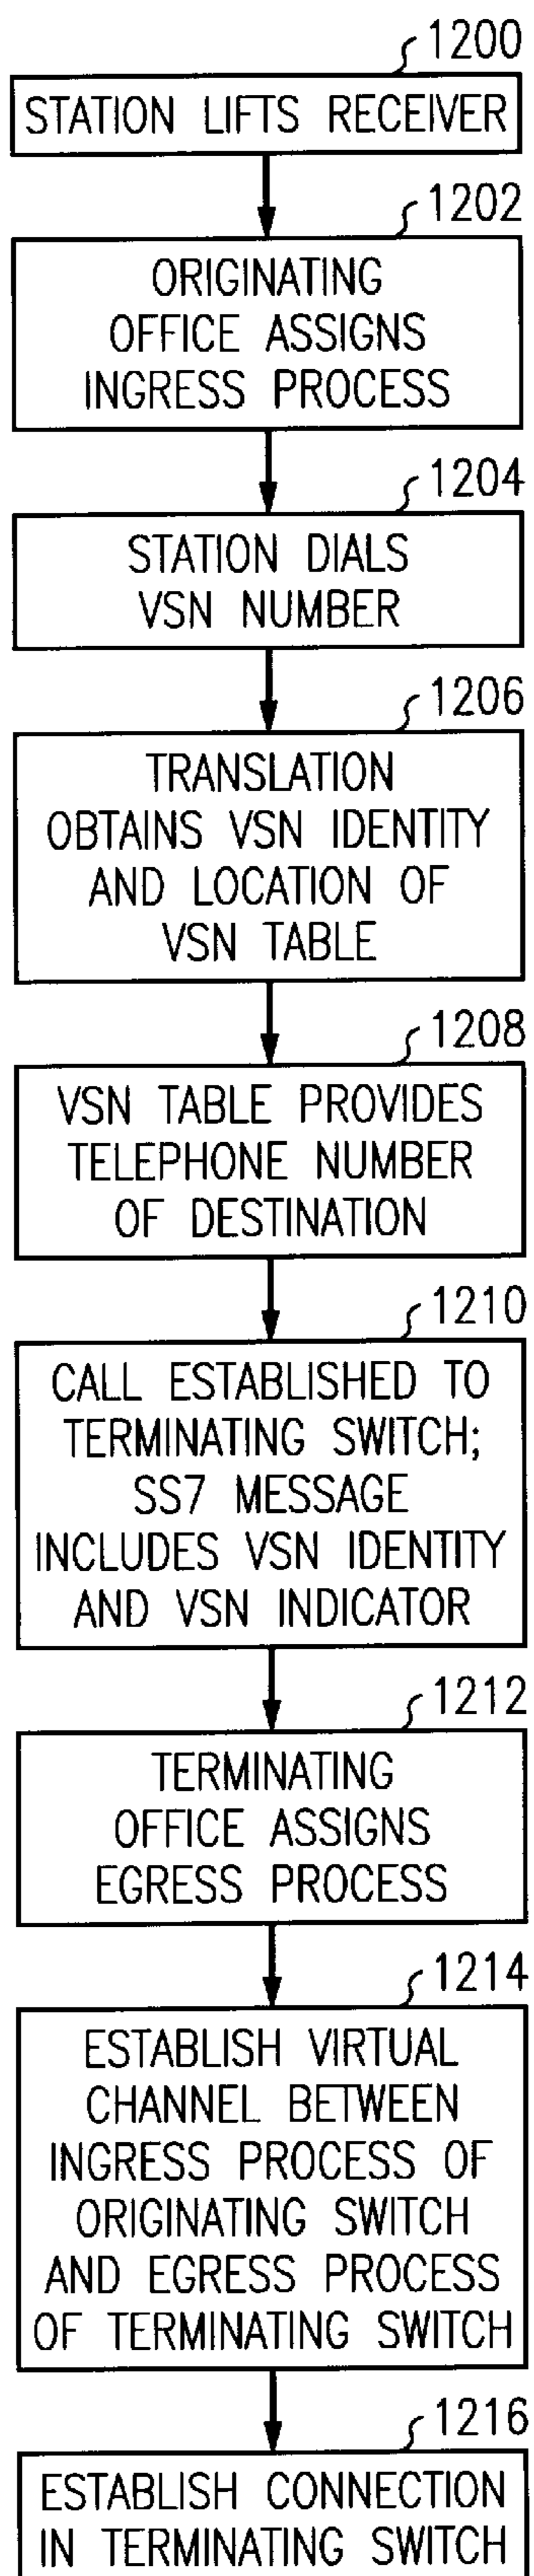 1200
STATION LIFTS RECEIVER
1202
ORIGINATING
OFFICE ASSIGNS
INGRESS PROCESS
1204
STATION DIALS
VSN NUMBER
1206
TRANSLATION
OBTAINS VSN IDENTITY
AND LOCATION OF
VSN TABLE
1208
VSN TABLE PROVIDES
TELEPHONE NUMBER
OF DESTINATION
1210
CALL ESTABLISHED TO
TERMINATING SWITCH;
SS7 MESSAGE
INCLUDES VSN IDENTITY
AND VSN INDICATOR
1212
TERMINATING
OFFICE ASSIGNS
EGRESS PROCESS
1214
ESTABLISH VIRTUAL
CHANNEL BETWEEN
INGRESS PROCESS OF
ORIGINATING SWITCH
AND EGRESS PROCESS
OF TERMINATING SWITCH
1216
ESTABLISH CONNECTION
IN TERMINATING SWITCH